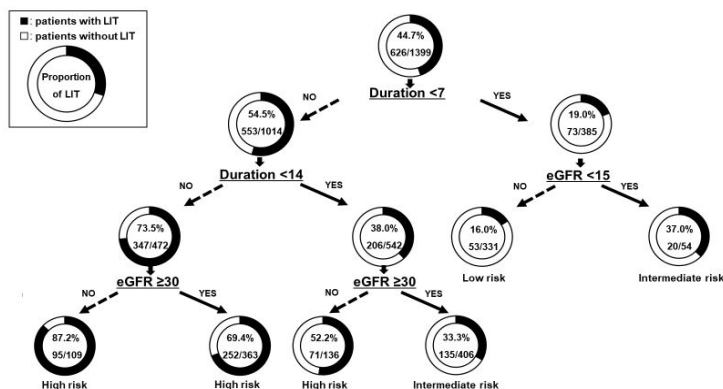 : patients with LIT
: patients without LIT
Proportion
of LIT
44.7%
626/1399
Duration <7
NO
YES
54.5%
553/1014
19.0%
73/385
Duration <14
eGFR <15
NO
YES
NO
YES
73.5%
347/472
38.0%
206/542
16.0%
53/331
37.0%
20/54
Low risk
Intermediate risk
eGFR ≥30
eGFR ≥30
NO
YES
NO
YES
87.2%
95/109
69.4%
252/363
52.2%
71/136
33.3%
135/406
High risk
High risk
High risk
Intermediate risk